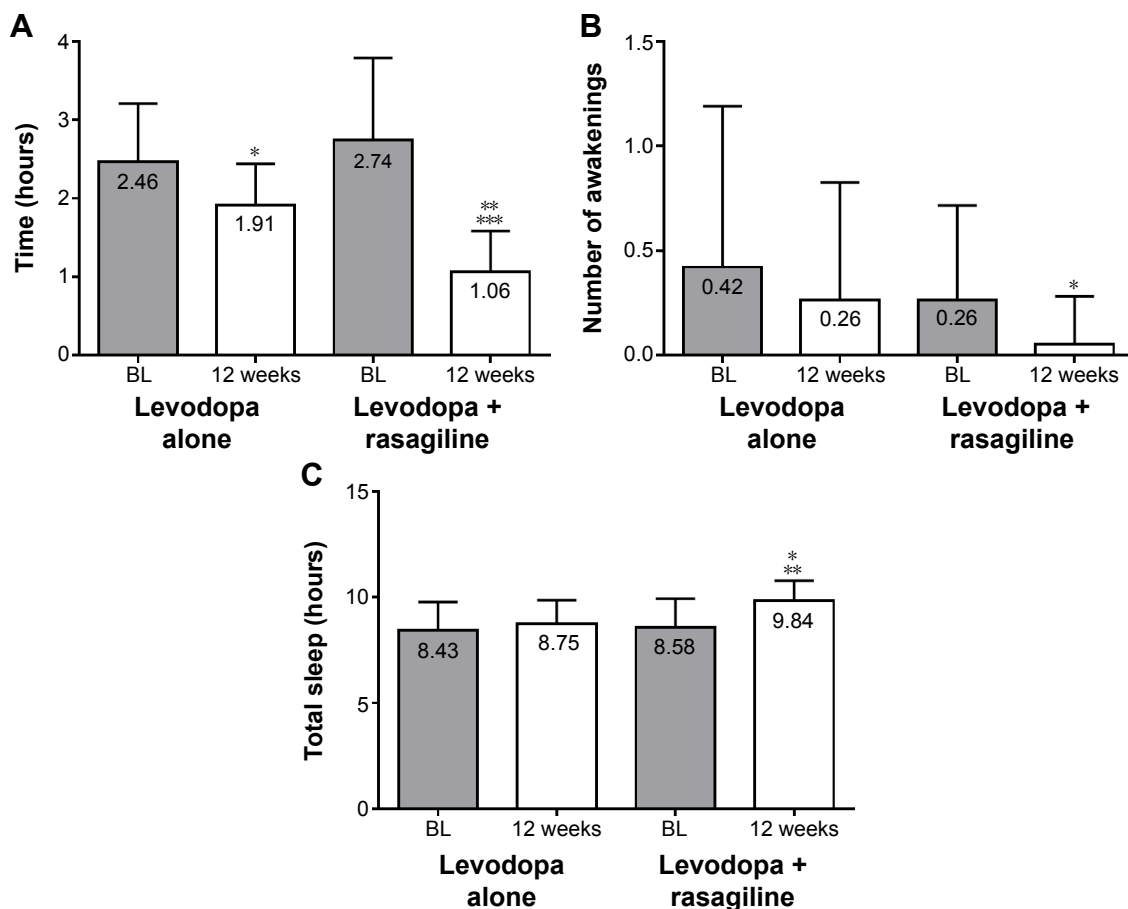 A
Time (hours)
4
3
2
1
0
2.46
*
1.91
2.74
**
***
1.06
BL
12 weeks
BL
12 weeks
Levodopa
alone
Levodopa +
rasagiline
B
Number of awakenings
1.5
1.0
0.5
0.0
0.42
0.26
0.26
*
BL
12 weeks
BL
12 weeks
Levodopa
alone
Levodopa +
rasagiline
C
Total sleep (hours)
15
10
5
0
8.43
8.75
8.58
*
**
9.84
BL
12 weeks
BL
12 weeks
Levodopa
alone
Levodopa +
rasagiline